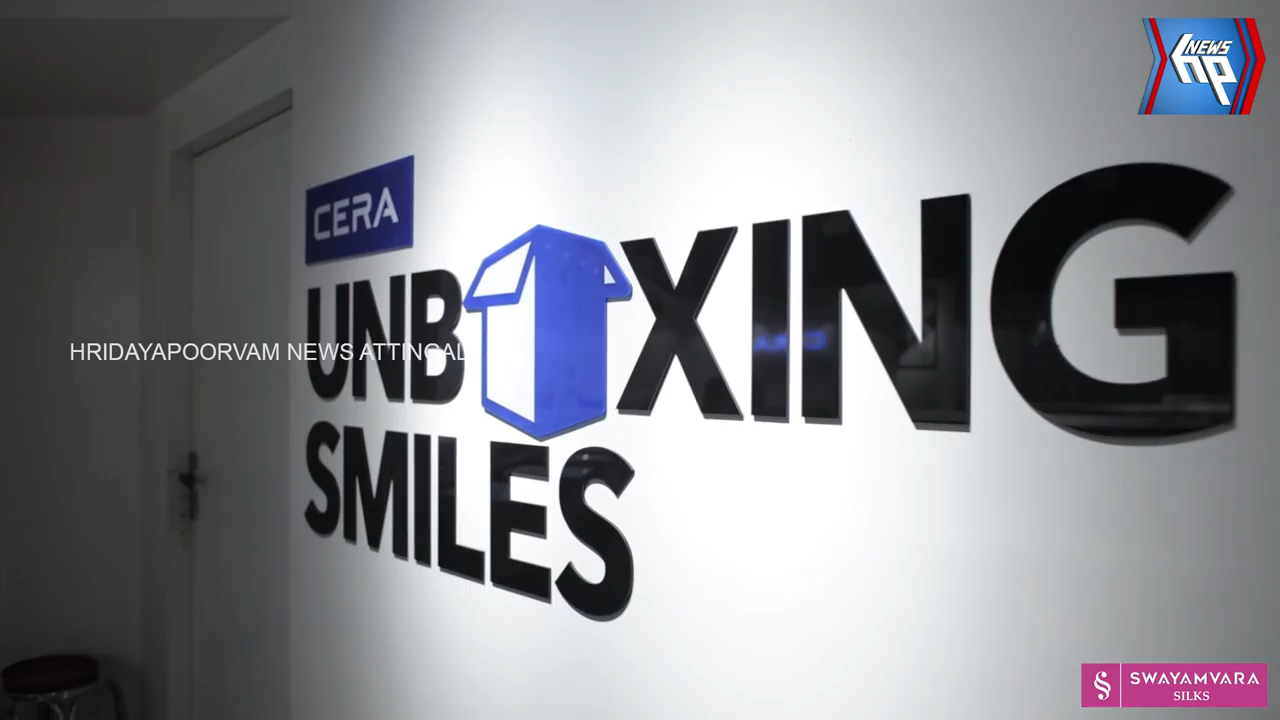 NEWS
hp
CERA
UNBOXING
HRIDAYAPOORVAM NEWS ATTINGAL
SMILES
SWAYAMVARA
SILKS